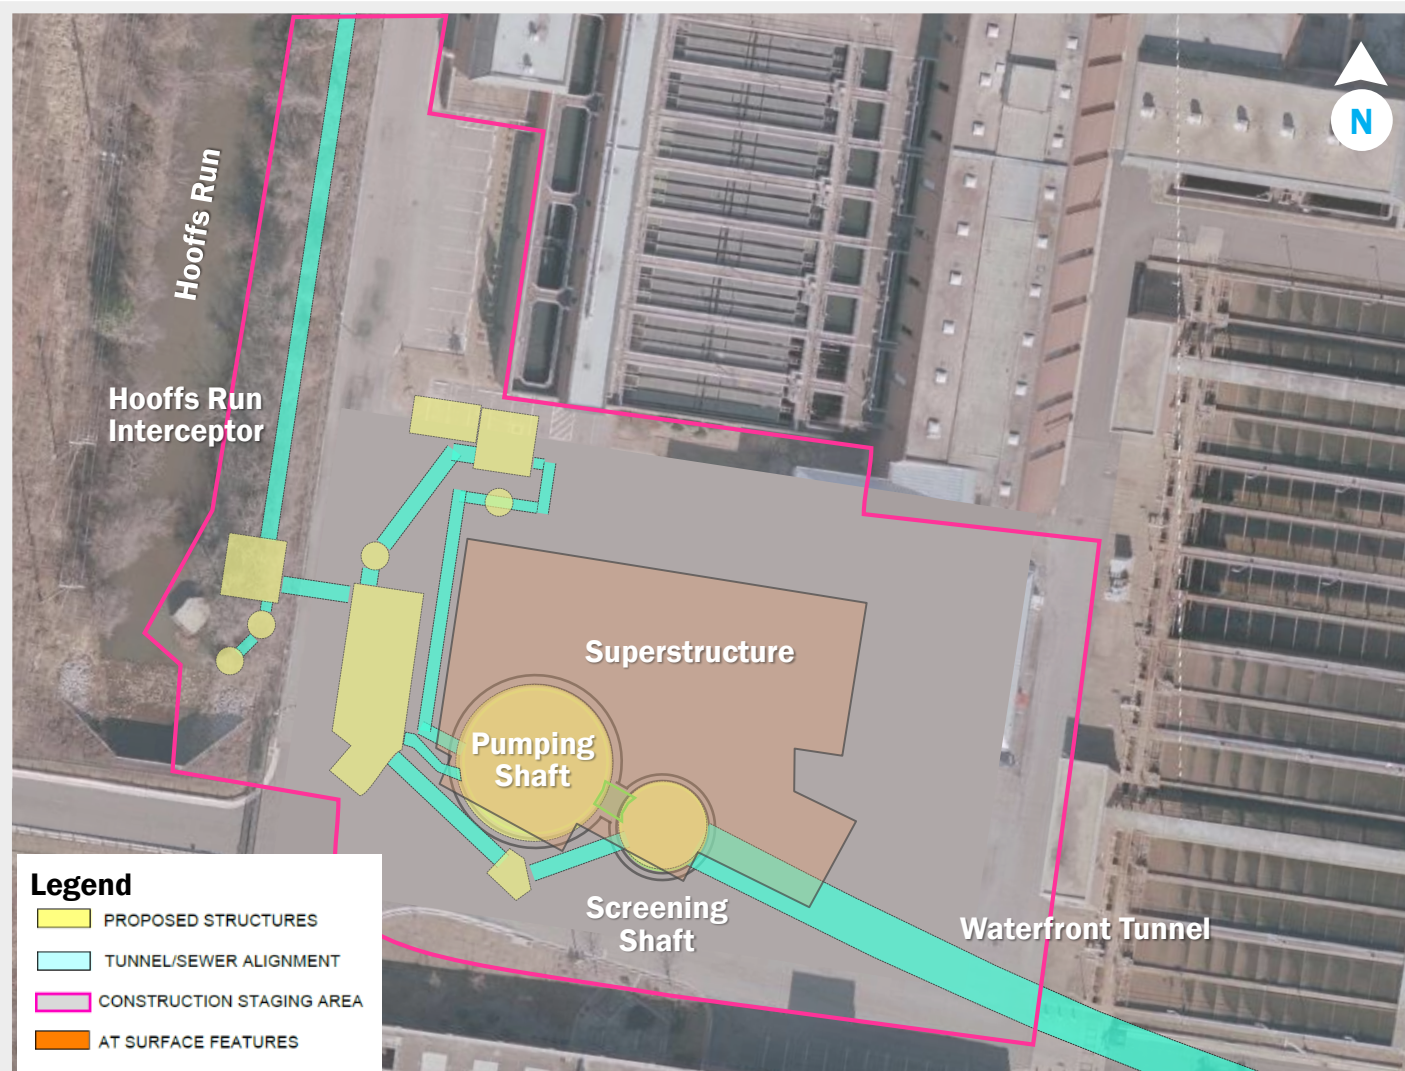 N
Hooffs Run
Hooffs Run
Interceptor
Superstructure
Pumping
Shaft
Screening
Shaft
Waterfront Tunnel
Legend
PROPOSED STRUCTURES
TUNNEL/SEWER ALIGNMENT
CONSTRUCTION STAGING AREA
AT SURFACE FEATURES